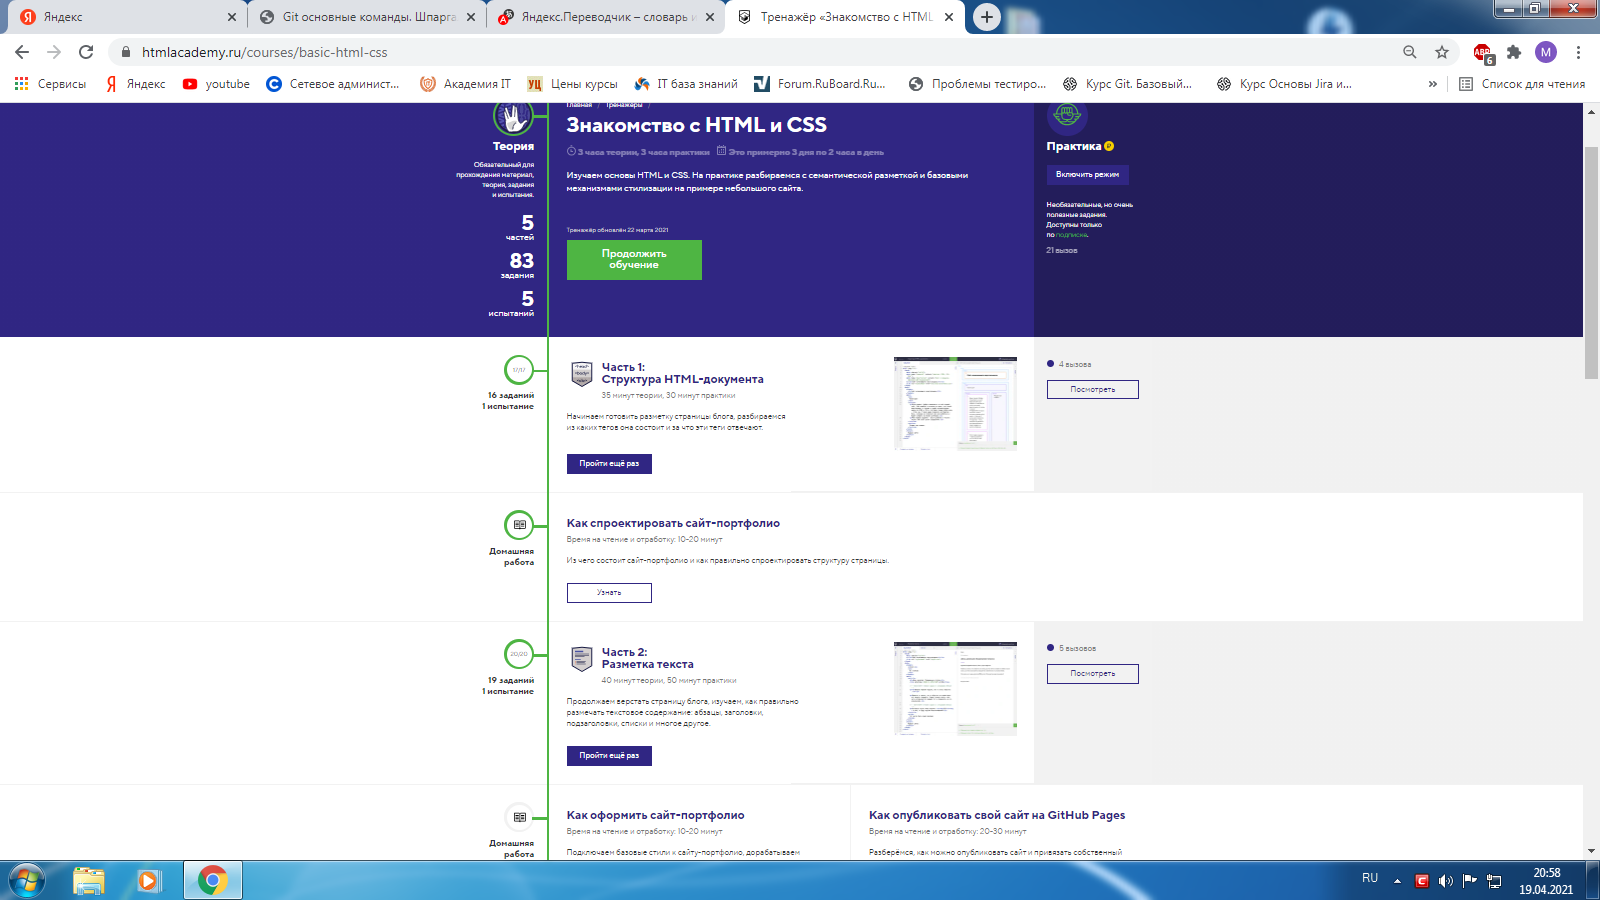 Яндекс
Git основные команды. Шпарга
Яндекс.Переводчик – словарь и
Тренажёр «Знакомство с HTML
htmlacademy.ru/courses/basic-html-css
ABP
6
M
Сервисы
Яндекс
youtube
Сетевое админист...
Академия IT
Цены курсы
IT база знаний
Forum.RuBoard.Ru...
Проблемы тестиро...
Курс Git. Базовый...
Курс Основы Jira и...
»
Список для чтения
Главная / Тренажёры /
Теория
Обязательный для
прохождения материал,
теория, задания
и испытания.
5
частей
83
задания
5
испытаний
Знакомство с HTML и CSS
3 часа теории, 3 часа практики Это примерно 3 дня по 2 часа в день
Изучаем основы HTML и CSS. На практике разбираемся с семантической разметкой и базовыми
механизмами стилизации на примере небольшого сайта.
Тренажёр обновлён 22 марта 2021
Продолжить
обучение
Практика
Включить режим
Необязательные, но очень
полезные задания.
Доступны только
по подписке.
21 вызов
17/17
16 заданий
1 испытание
Часть 1:
Структура HTML-документа
35 минут теории, 30 минут практики
Начинаем готовить разметку страницы блога, разбираемся
из каких тегов она состоит и за что эти теги отвечают.
Пройти ещё раз
4 вызова
Посмотреть
Домашняя
работа
Как спроектировать сайт-портфолио
Время на чтение и отработку: 10-20 минут
Из чего состоит сайт-портфолио и как правильно спроектировать структуру страницы.
Узнать
20/20
19 заданий
1 испытание
Часть 2:
Разметка текста
40 минут теории, 50 минут практики
Продолжаем верстать страницу блога, изучаем, как правильно
размечать текстовое содержание: абзацы, заголовки,
подзаголовки, списки и многое другое.
Пройти ещё раз
5 вызовов
Посмотреть
Домашняя
работа
Как оформить сайт-портфолио
Время на чтение и отработку: 10-20 минут
Подключаем базовые стили к сайту-портфолио, дорабатываем
Как опубликовать свой сайт на GitHub Pages
Время на чтение и отработку: 20-30 минут
Разберёмся, как можно опубликовать сайт и привязать собственный
RU
20:58
19.04.2021